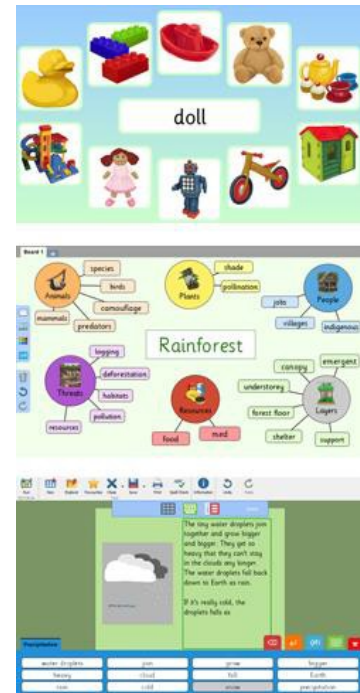 doll
Board 1
species
birds
camouflage
mammals
predators
Animals
shade
pollination
Plants
jobs
villages
indigenous
People
Rainforest
logging
deforestation
habitats
pollution
resources
Threats
food
med
Resources
canopy
emergent
understorey
forest floor
shelter
support
Layers
The tiny water droplets join
together and grow bigger
and bigger. They get so
heavy that they can't stay
in the clouds any longer.
The water droplets fall back
down to Earth as rain.
If it's really cold, the
droplets falls as
Precipitation
water droplets
join
grow
bigger
heavy
cloud
fall
Earth
rain
cold
snow
precipitation